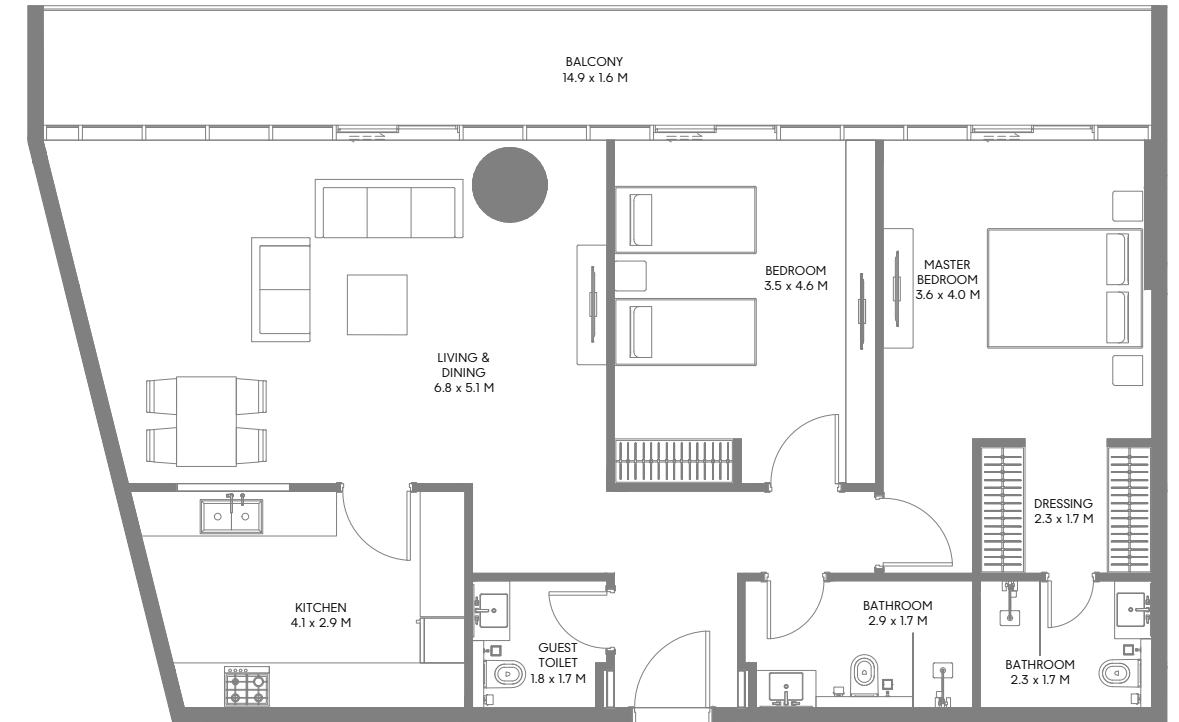 BALCONY
14.9 x 1.6 M
BEDROOM
3.5 x 4.6 M
MASTER
BEDROOM
3.6 x 4.0 M
LIVING &
DINING
6.8 x 5.1 M
DRESSING
2.3 x 1.7 M
KITCHEN
4.1 x 2.9 M
GUEST
TOILET
1.8 x 1.7 M
BATHROOM
2.9 x 1.7 M
BATHROOM
2.3 x 1.7 M